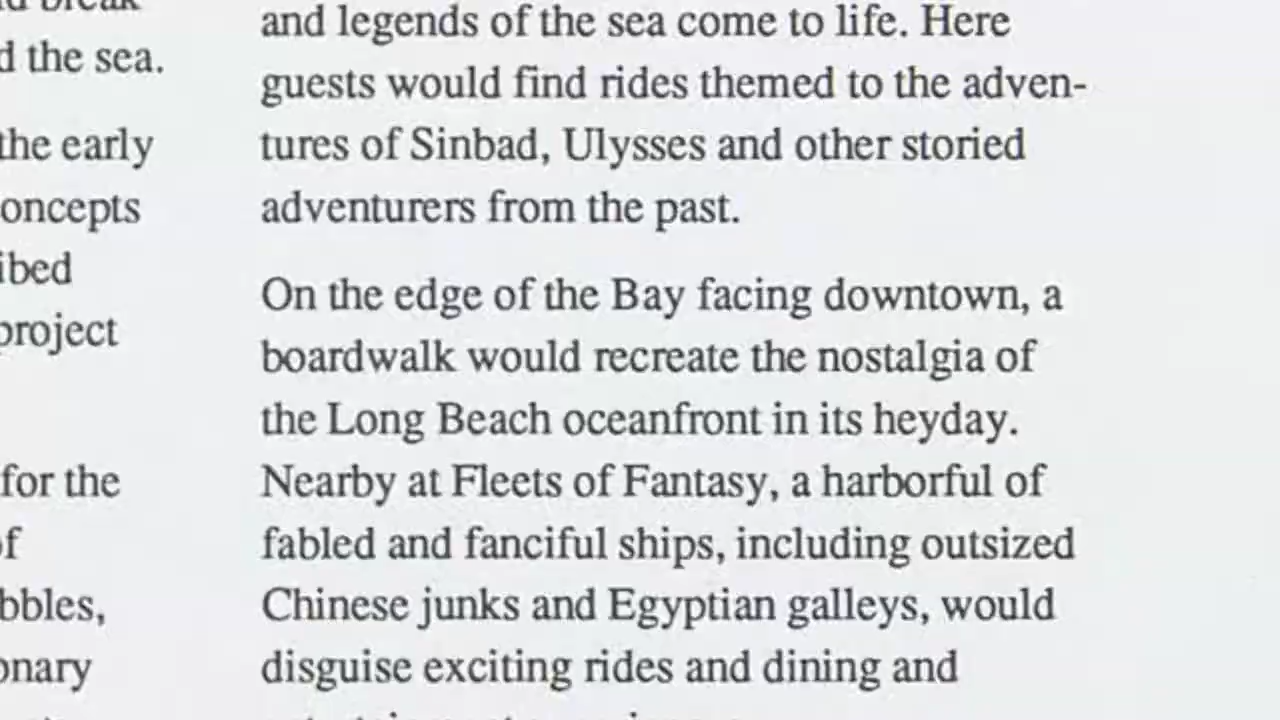 break
d the sea.
the early
oncepts
ibed
project
for the
of
bbles,
onary
and legends of the sea come to life. Here
guests would find rides themed to the adven-
tures of Sinbad, Ulysses and other storied
adventurers from the past.
On the edge of the Bay facing downtown, a
boardwalk would recreate the nostalgia of
the Long Beach oceanfront in its heyday.
Nearby at Fleets of Fantasy, a harborful of
fabled and fanciful ships, including outsized
Chinese junks and Egyptian galleys, would
disguise exciting rides and dining and